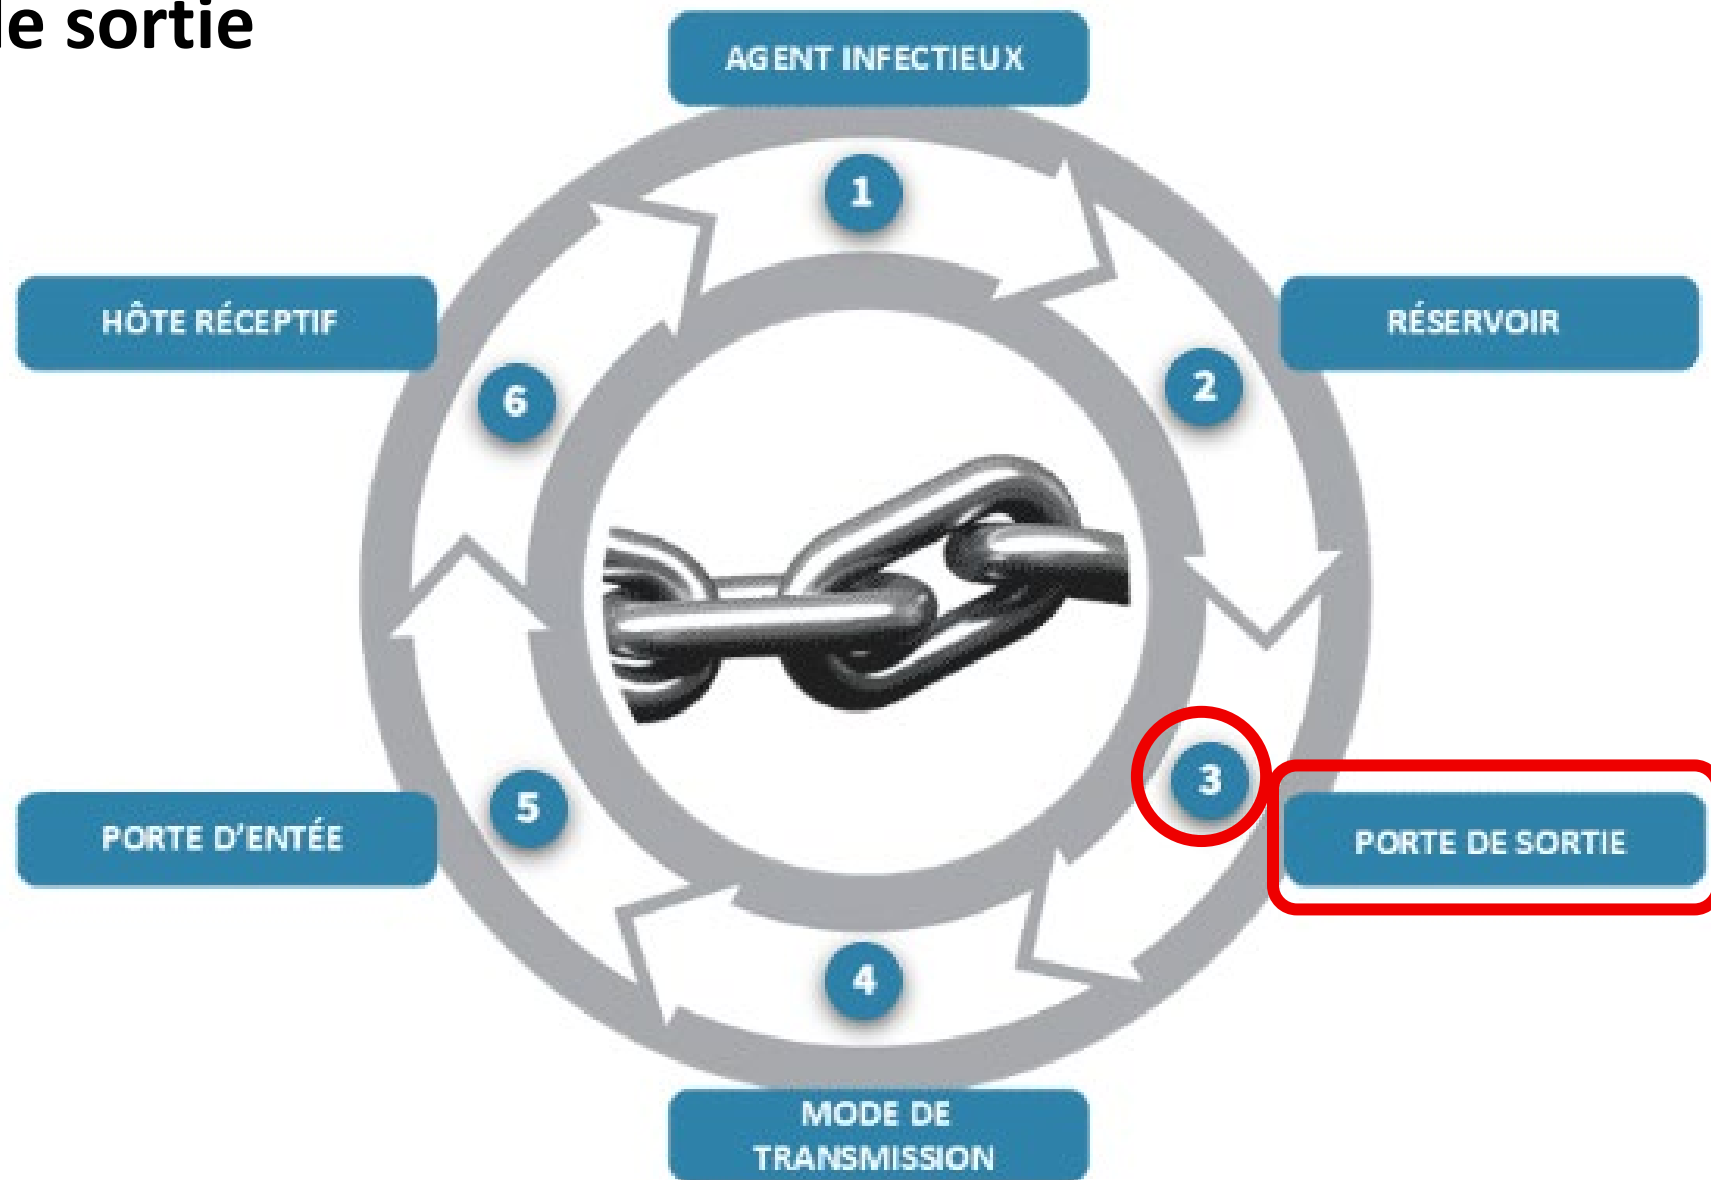 le sortie
AGENT INFECTIEUX
1
HÔTE RÉCEPTIF
RÉSERVOIR
2
6
3
5
PORTE D'ENTÉE
PORTE DE SORTIE
4
MODE DE
TRANSMISSION